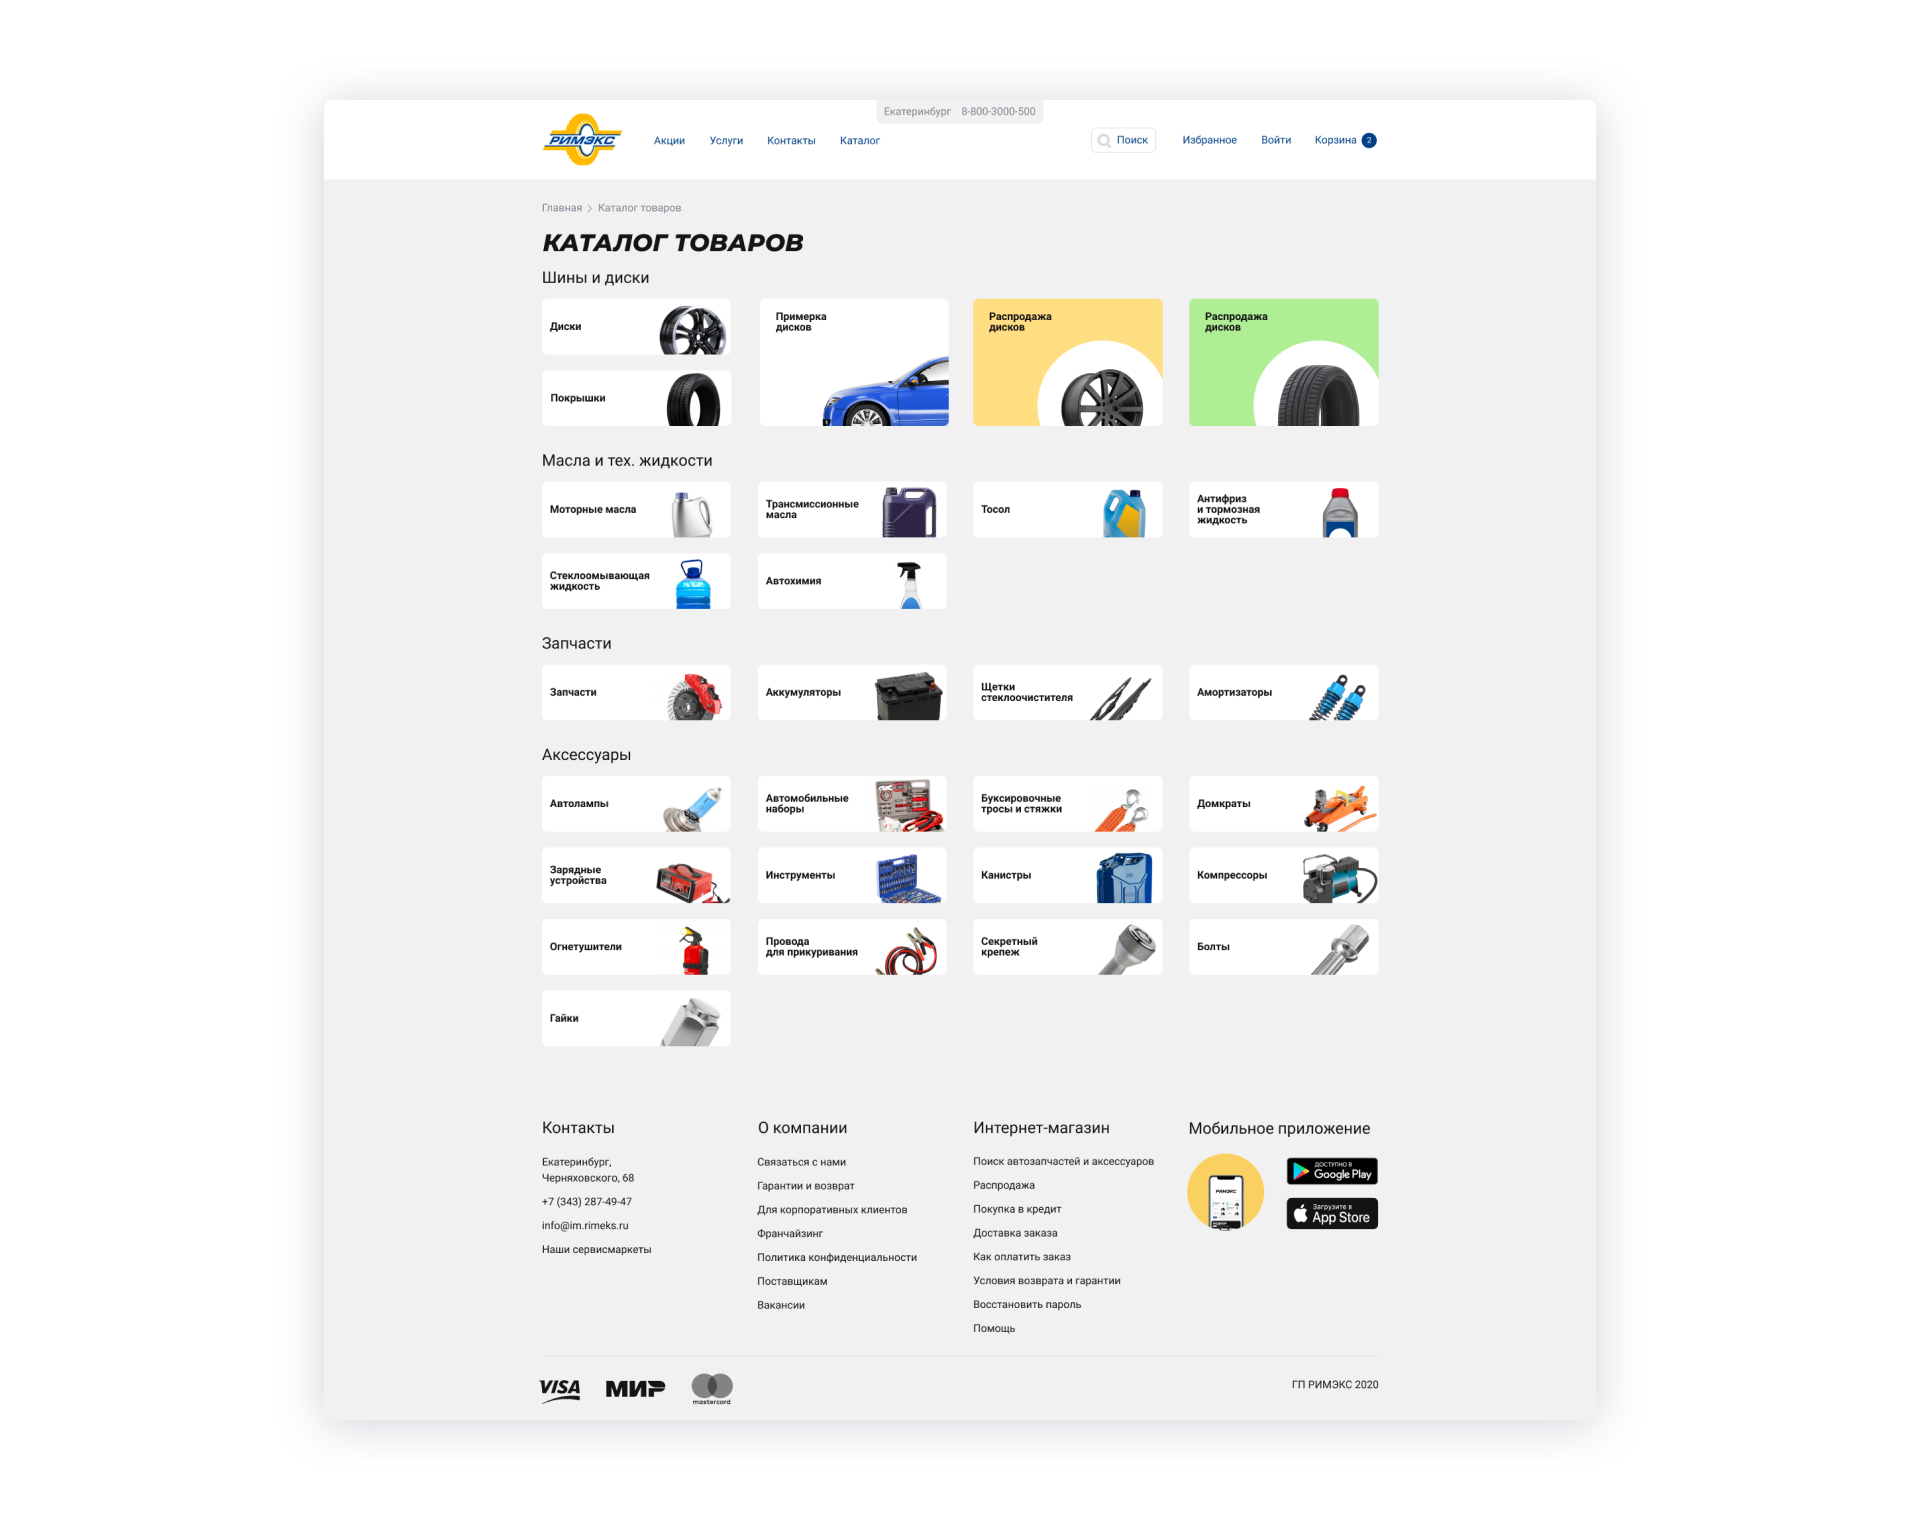 Екатеринбург 8-800-3000-500
РИМЭКС
Акции Услуги Контакты Каталог
Поиск Избранное Войти Корзина 2
Главная > Каталог товаров
КАТАЛОГ ТОВАРОВ
Шины и диски
Диски
Покрышки
Примерка
дисков
Распродажа
дисков
Распродажа
дисков
Масла и тех. жидкости
Моторные масла
Трансмиссионные
масла
Тосол
Антифриз
и тормозная
жидкость
Стеклоомывающая
жидкость
Автохимия
Запчасти
Запчасти
Аккумуляторы
Щетки
стеклоочистителя
Амортизаторы
Аксессуары
Автолампы
Автомобильные
наборы
Буксировочные
тросы и стяжки
Домкраты
Зарядные
устройства
Инструменты
Канистры
Компрессоры
Огнетушители
Провода
для прикуривания
Секретный
крепеж
Болты
Гайки
Контакты
Екатеринбург,
Черняховского, 68
+7 (343) 287-49-47
info@im.rimeks.ru
Наши сервисмаркеты
О компании
Связаться с нами
Гарантии и возврат
Для корпоративных клиентов
Франчайзинг
Политика конфиденциальности
Поставщикам
Вакансии
Интернет-магазин
Поиск автозапчастей и аксессуаров
Распродажа
Покупка в кредит
Доставка заказа
Как оплатить заказ
Условия возврата и гарантии
Восстановить пароль
Помощь
Мобильное приложение
РИМЭКС
ДОСТУПНО В
Google Play
Загрузите в
App Store
VISA
МИР
mastercard
ГП РИМЭКС 2020